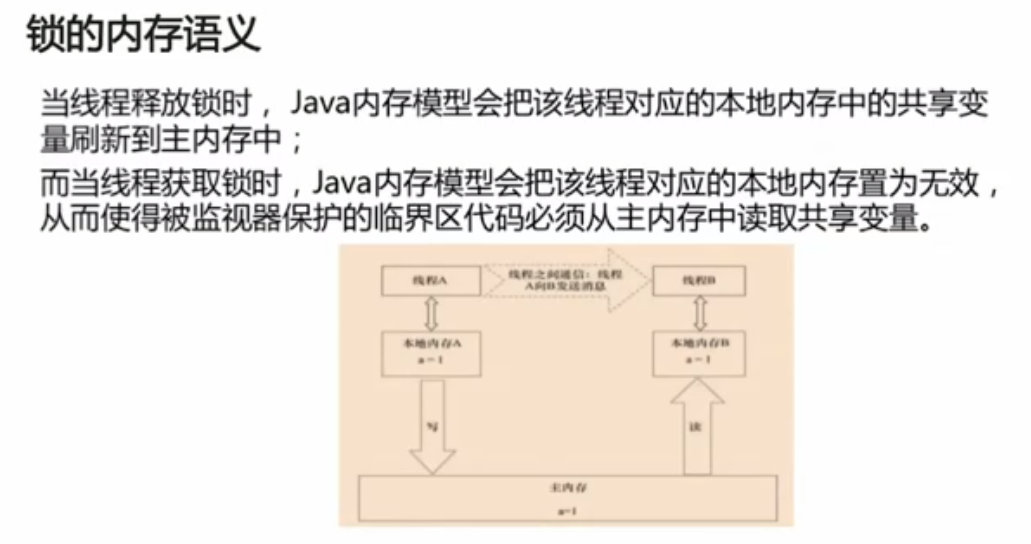 锁的内存语义
当线程释放锁时，Java内存模型会把该线程对应的本地内存中的共享变
量刷新到主内存中；
而当线程获取锁时，Java内存模型会把该线程对应的本地内存置为无效，
从而使得被监视器保护的临界区代码必须从主内存中读取共享变量。
线程A
线程之间通信：线程
A向B发送消息
线程B
本地内存A
a=1
本地内存B
a=1
写
读
主内存
a=1